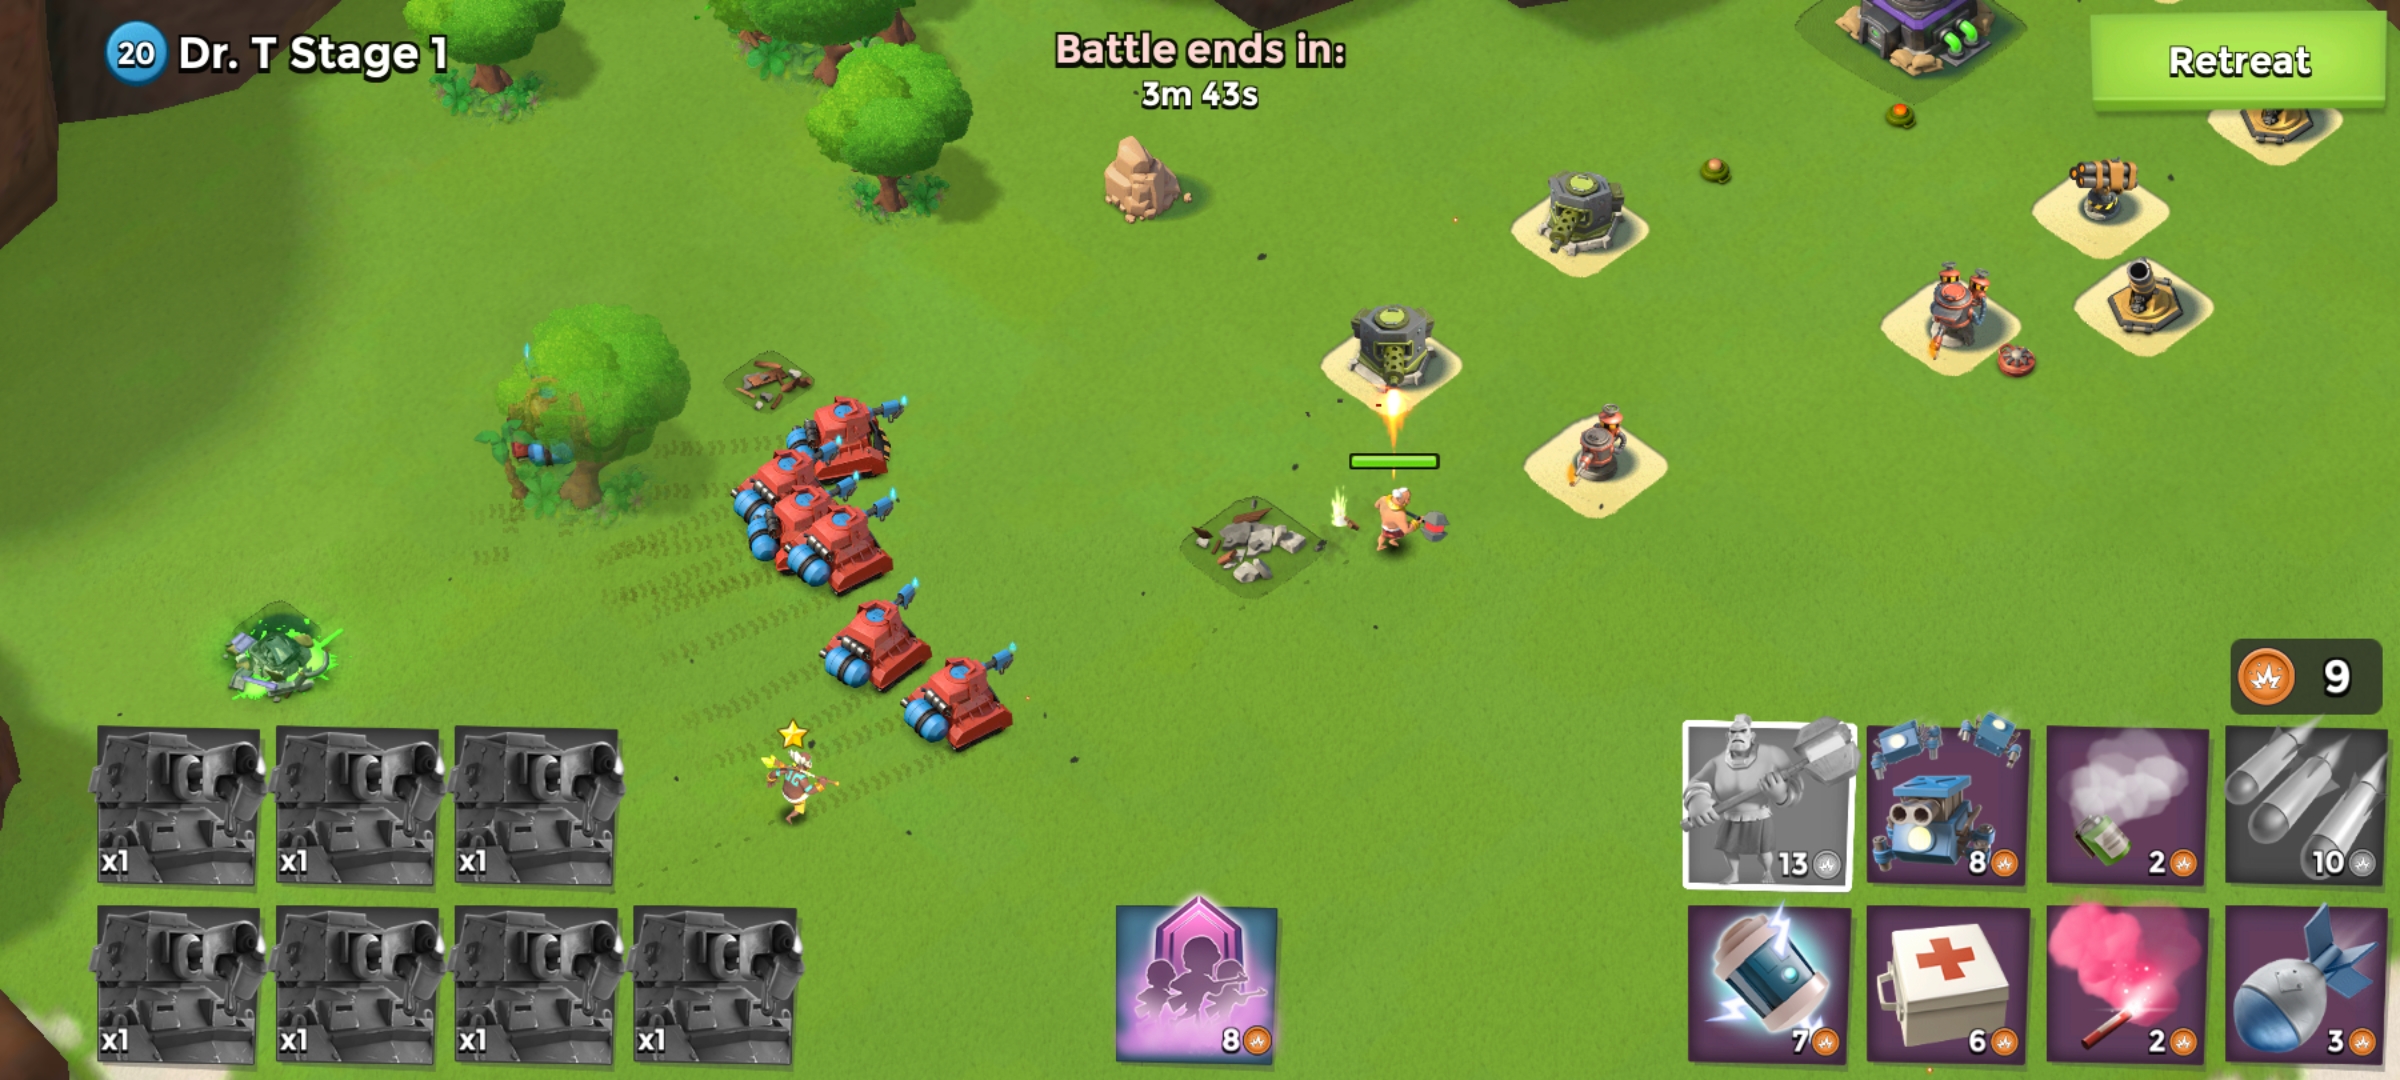 20 Dr. T Stage 1
Battle ends in:
3m 43s
Retreat
9
x1 x1 x1
13 8 2 10
x1 x1 x1 x1
8
7 6 2 3